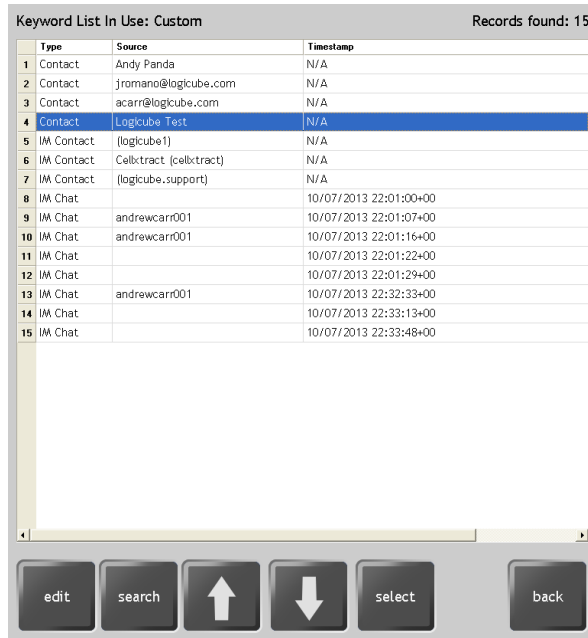 Keyword List In Use: Custom Records found: 15
Type Source Timestamp
1 Contact Andy Panda N/A
2 Contact jromano@logicube.com N/A
3 Contact acarr@logicube.com N/A
4 Contact Logicube Test N/A
5 IM Contact (logicube1) N/A
6 IM Contact Cellxtract (cellxtract) N/A
7 IM Contact (logicube.support) N/A
8 IM Chat 10/07/2013 22:01:00+00
9 IM Chat andrewcarr001 10/07/2013 22:01:07+00
10 IM Chat andrewcarr001 10/07/2013 22:01:16+00
11 IM Chat 10/07/2013 22:01:22+00
12 IM Chat 10/07/2013 22:01:29+00
13 IM Chat andrewcarr001 10/07/2013 22:32:33+00
14 IM Chat 10/07/2013 22:33:13+00
15 IM Chat 10/07/2013 22:33:48+00
edit search select back